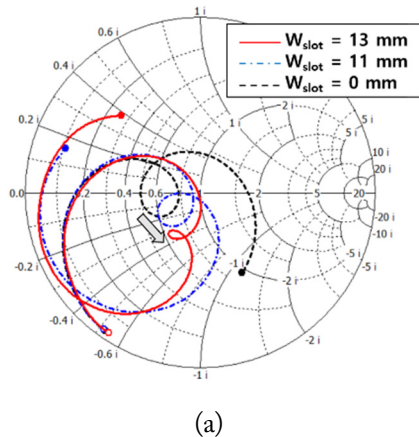 W_slot = 13 mm
W_slot = 11 mm
W_slot = 0 mm
1 i
0.6 i
0.4 i
0.2 i
2 i
5 i
10 i
20 i
0.0 0.2 0.4 0.6 1 2 5 20
-20 i
-10 i
-5 i
-0.2 i
-1
-2 i
-0.4 i
-0.6 i
-2 i
-1 i
(a)